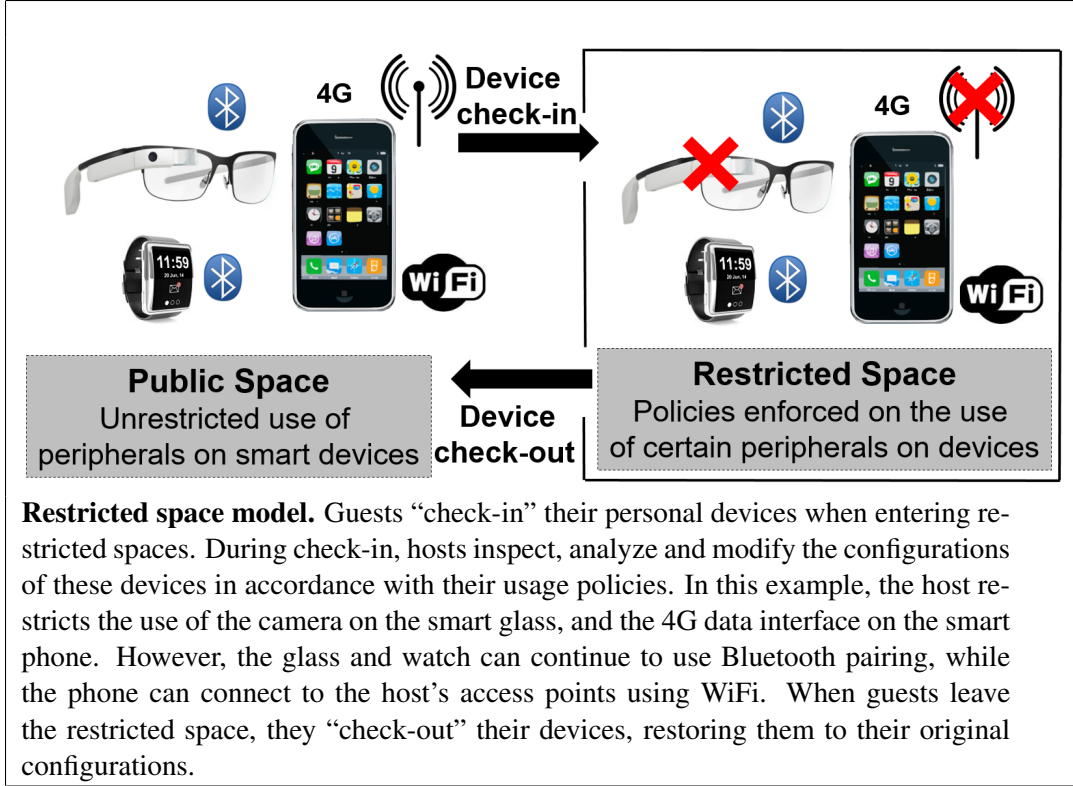 4G
Device
check-in
4G
11:59
20 Jun, 14
WiFi
11:59
20 Jun, 14
WiFi
Public Space
Unrestricted use of
peripherals on smart devices
Device
check-out
Restricted Space
Policies enforced on the use
of certain peripherals on devices
Restricted space model. Guests “check-in” their personal devices when entering re-
stricted spaces. During check-in, hosts inspect, analyze and modify the configurations
of these devices in accordance with their usage policies. In this example, the host re-
stricts the use of the camera on the smart glass, and the 4G data interface on the smart
phone. However, the glass and watch can continue to use Bluetooth pairing, while
the phone can connect to the host’s access points using WiFi. When guests leave
the restricted space, they “check-out” their devices, restoring them to their original
configurations.